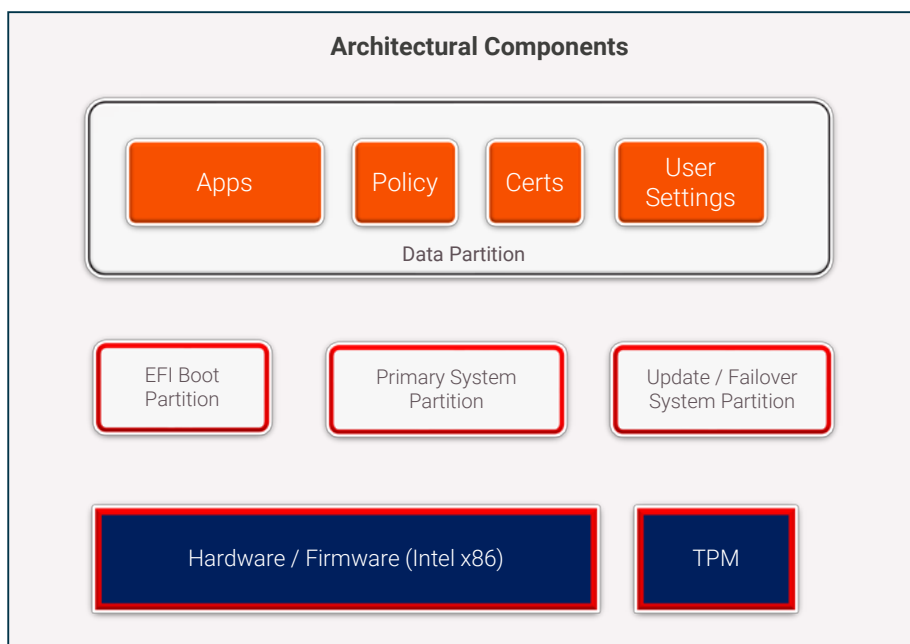 Architectural Components
Apps
Policy
Certs
User
Settings
Data Partition
EFI Boot
Partition
Primary System
Partition
Update / Failover
System Partition
Hardware / Firmware (Intel x86)
TPM